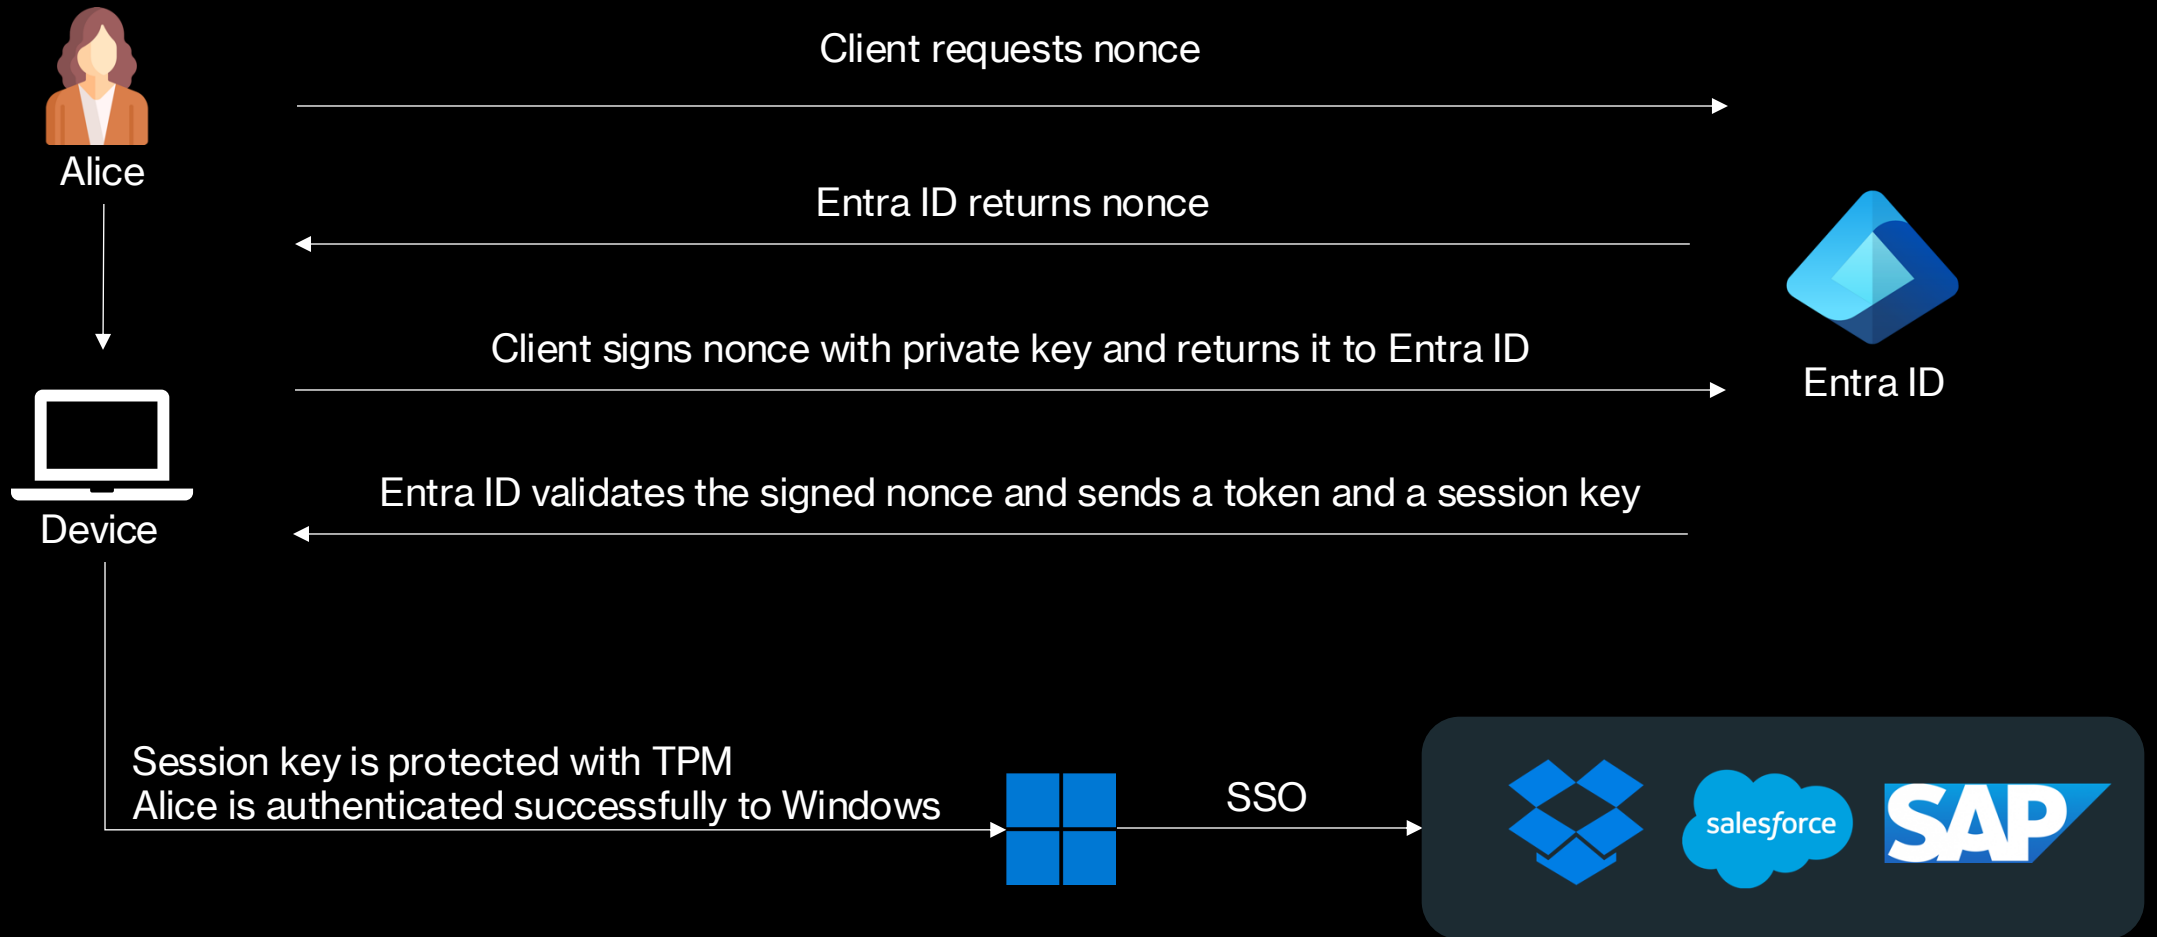 Client requests nonce
Alice
Entra ID returns nonce
Client signs nonce with private key and returns it to Entra ID
Entra ID
Entra ID validates the signed nonce and sends a token and a session key
Device
Session key is protected with TPM
Alice is authenticated successfully to Windows
SSO
salesforce
SAP